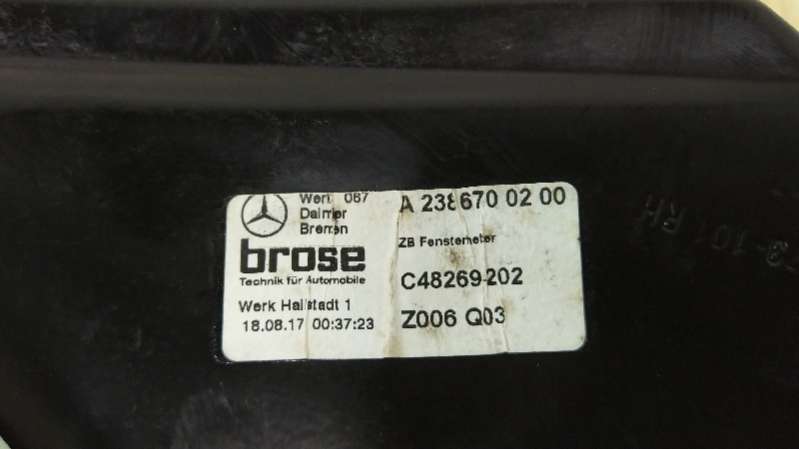 Werk 067
Daimler
Bremen
A 238 670 02 00
brose
Technik für Automobile
ZB Fensterheber
C48269-202
Werk Hallstadt 1
18.08.17 00:37:23
Z006 Q03
RH